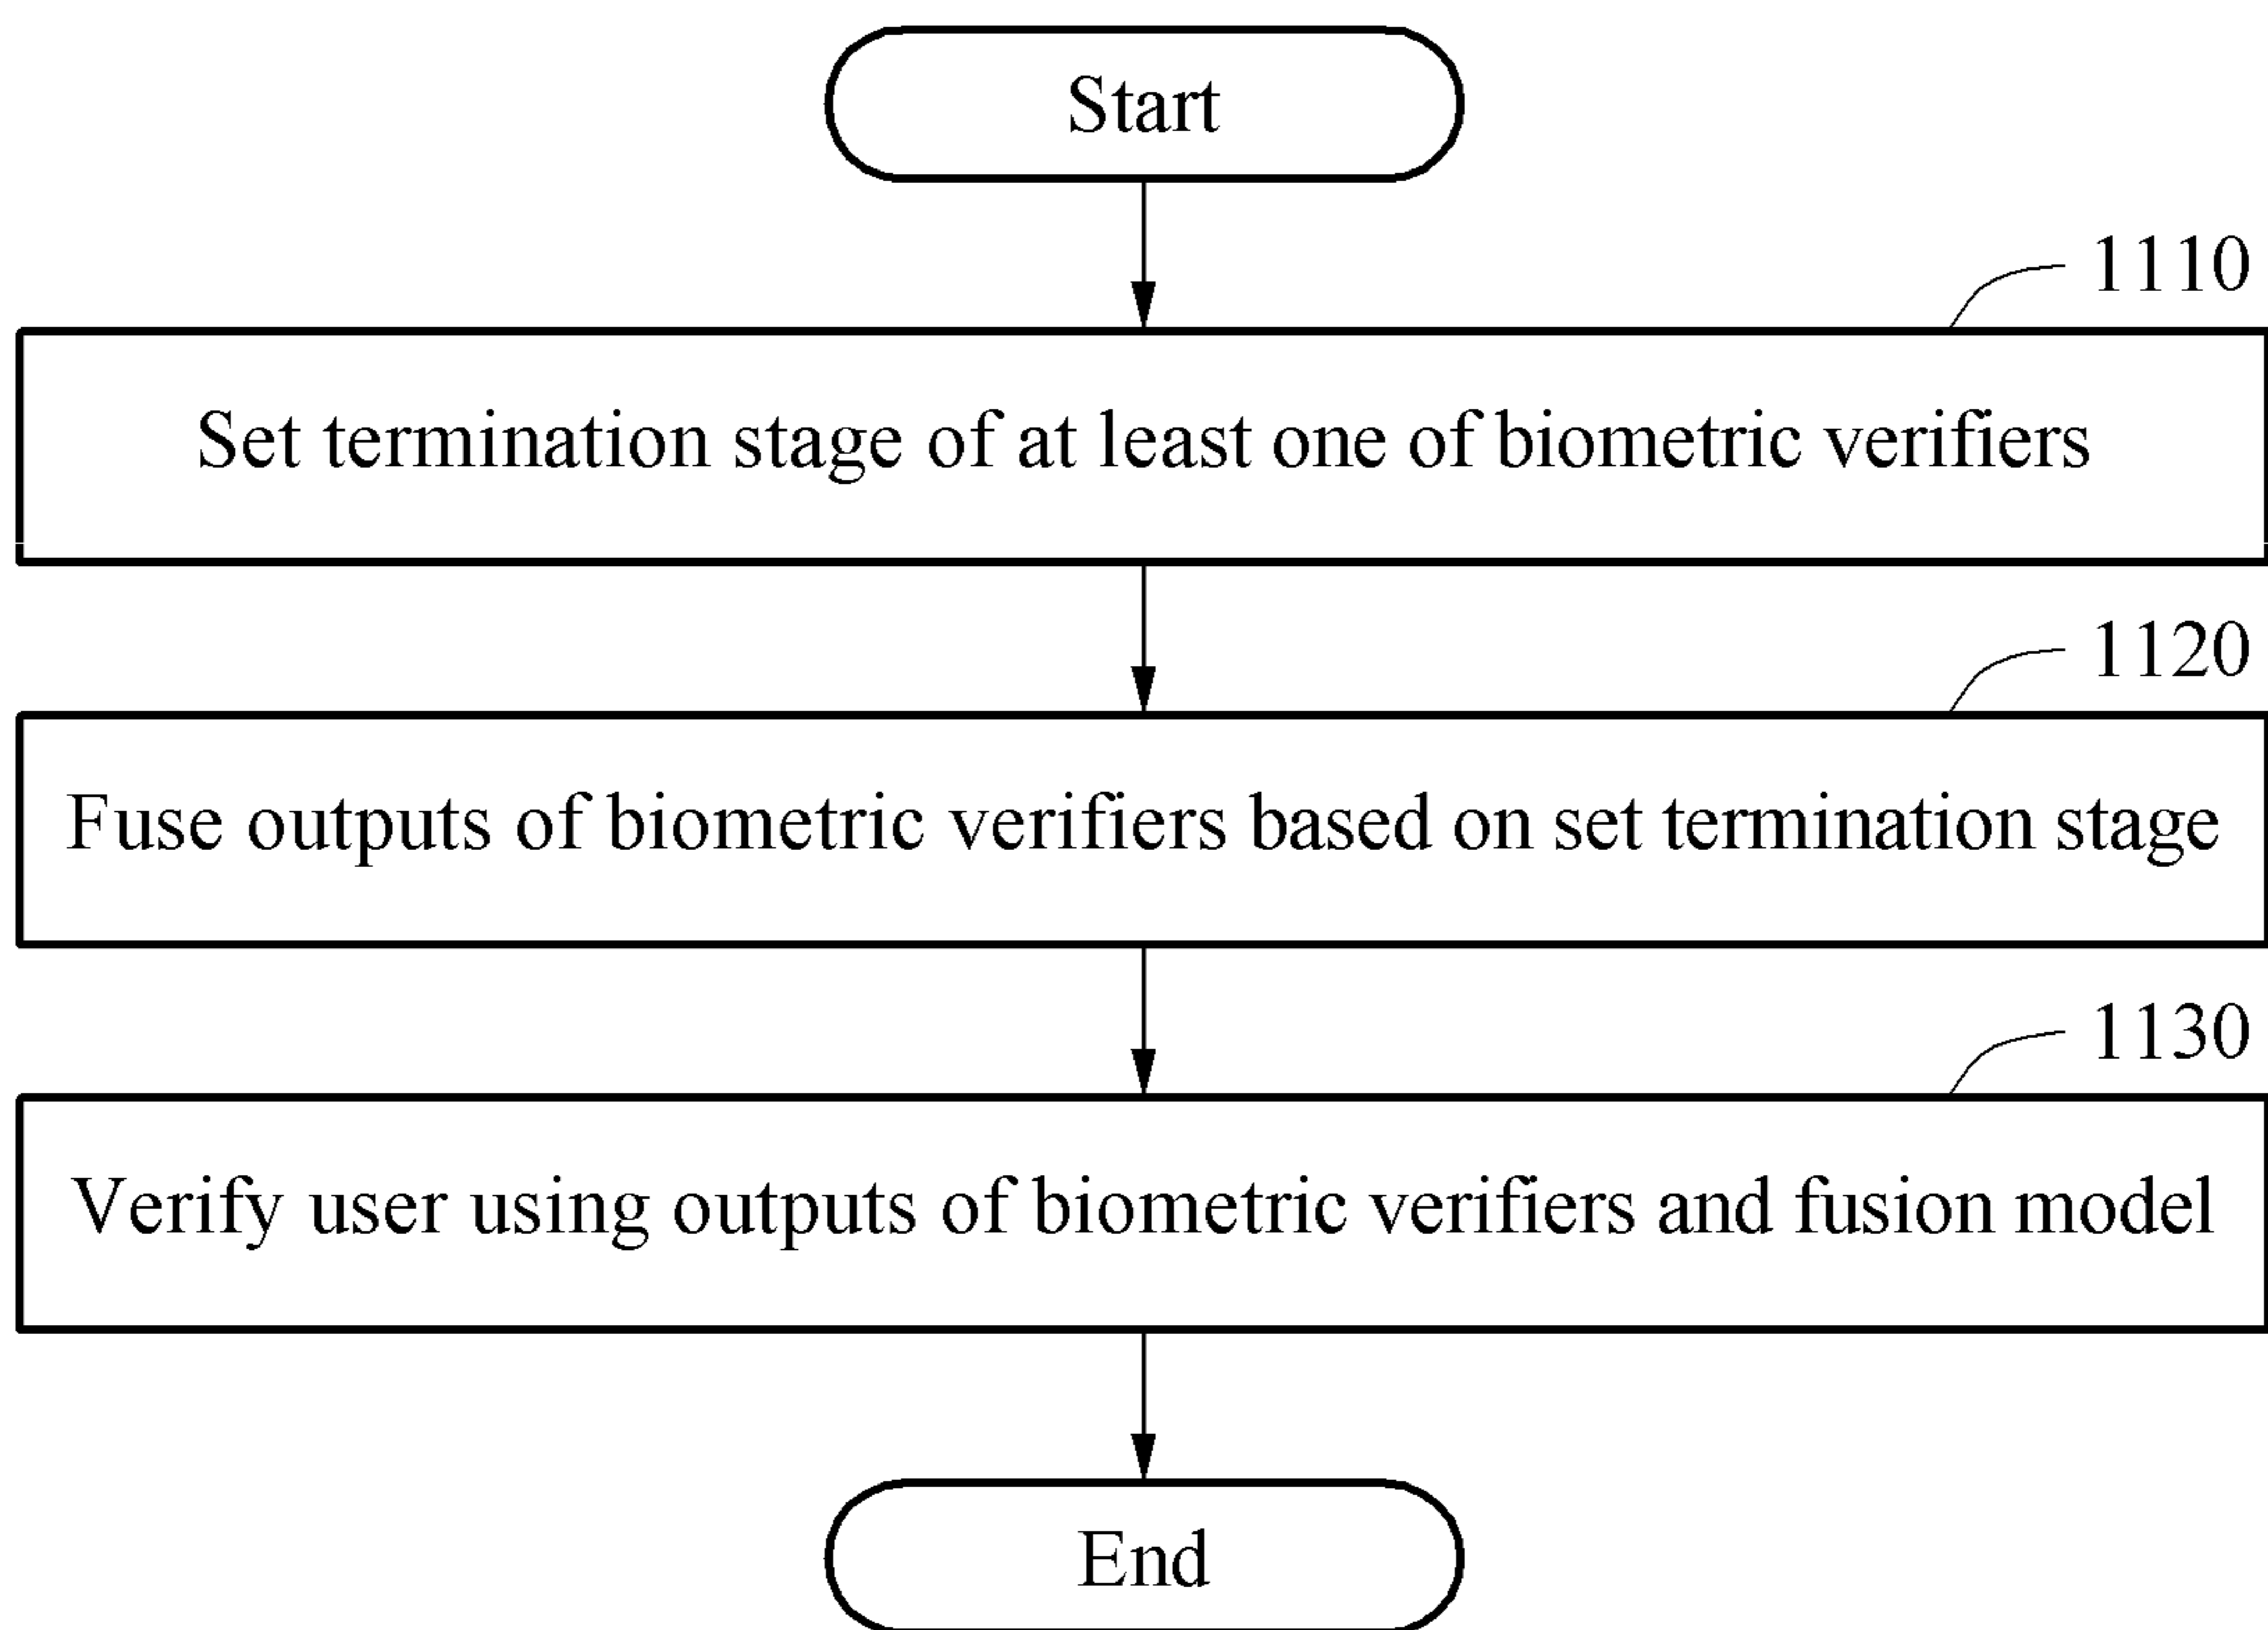 Start
1110
Set termination stage of at least one of biometric verifiers
1120
Fuse outputs of biometric verifiers based on set termination stage
1130
Verify user using outputs of biometric verifiers and fusion model
End